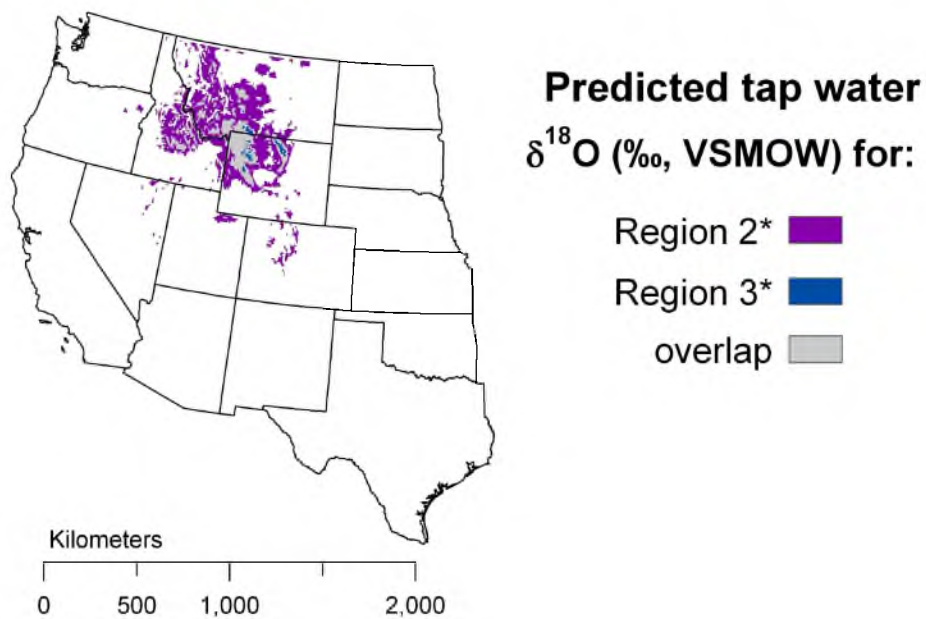 Predicted tap water
δ¹⁸O (‰, VSMOW) for:
Region 2*
Region 3*
overlap
Kilometers
0 500 1,000 2,000